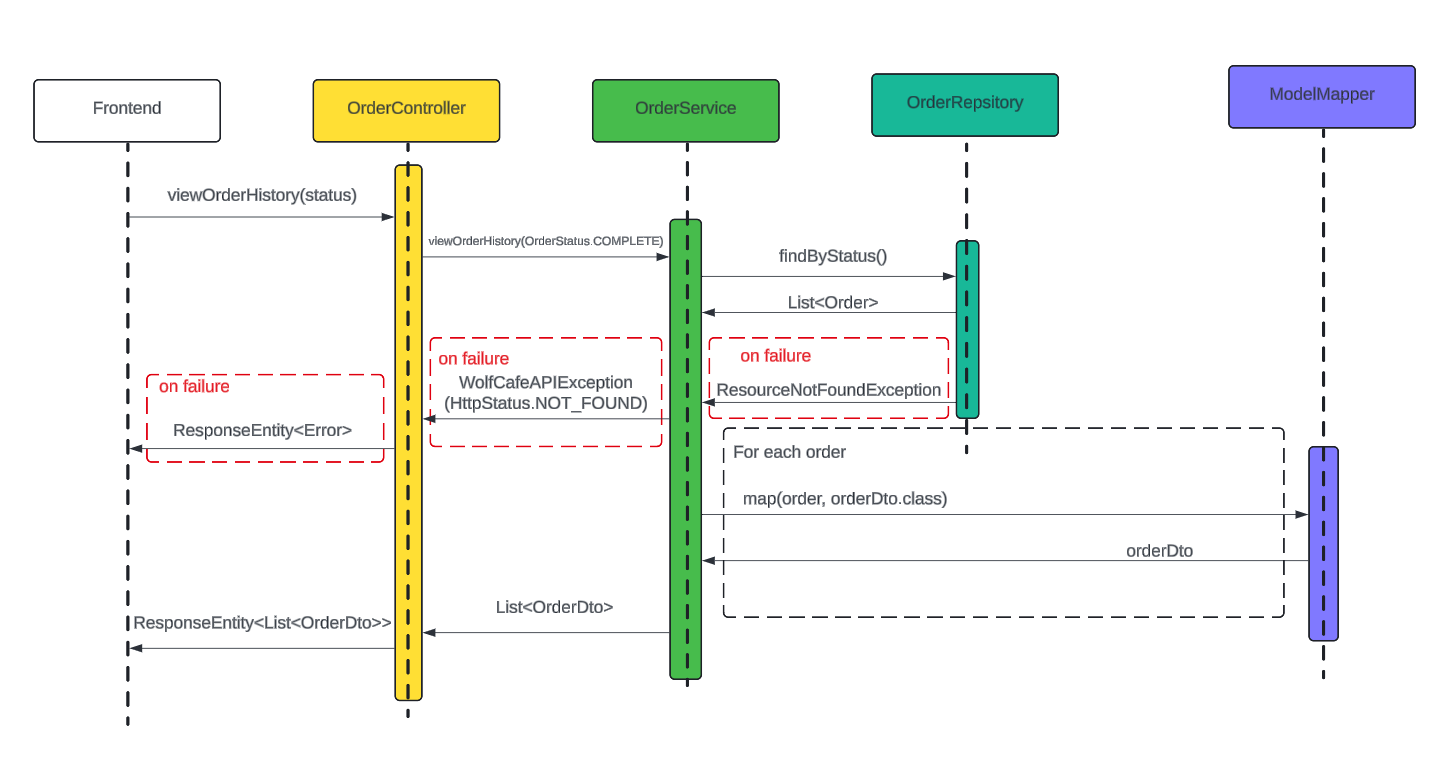 Frontend
OrderController
OrderService
OrderRepsitory
ModelMapper
viewOrderHistory(status)
viewOrderHistory(OrderStatus.COMPLETE)
findByStatus()
List<Order>
on failure
ResourceNotFoundException
on failure
WolfCafeAPIException
(HttpStatus.NOT_FOUND)
on failure
ResponseEntity<Error>
For each order
map(order, orderDto.class)
orderDto
List<OrderDto>
ResponseEntity<List<OrderDto>>